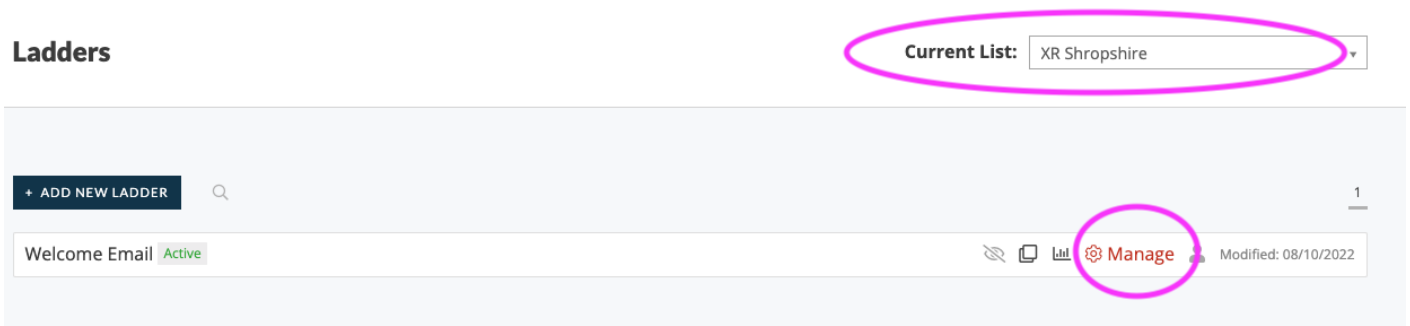 Ladders
Current List: XR Shropshire
+ ADD NEW LADDER
1
Welcome Email Active Manage Modified: 08/10/2022